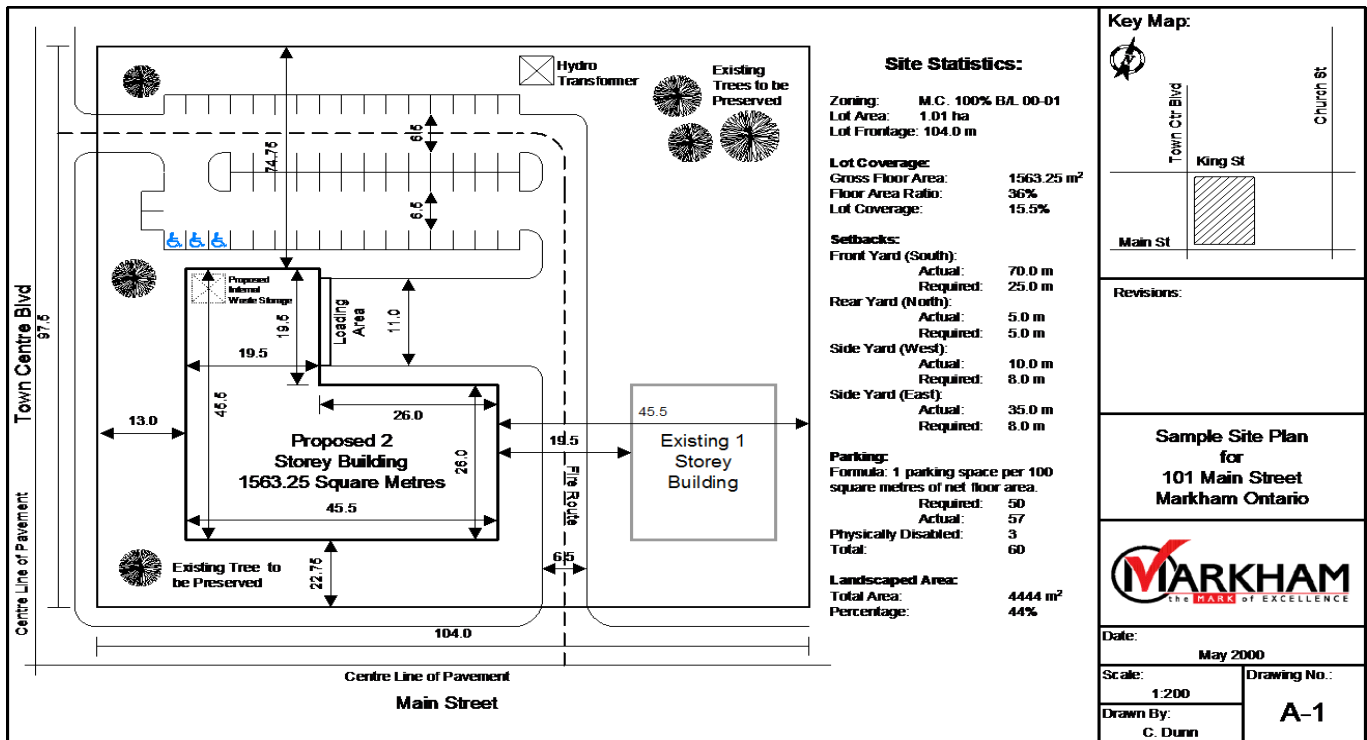 Hydro
Transformer
Existing
Trees to be
Preserved
74.75
6.5
6.5
Proposed
Internal
Waste Storage
19.5
Loading
Area
11.0
19.5
45.5
26.0
13.0
Proposed 2
Storey Building
1563.25 Square Metres
26.0
45.5
19.5
45.5
Existing 1
Storey
Building
Fire Route
Existing Tree to
be Preserved
22.75
6.5
104.0
Town Centre Blvd
97.5
Centre Line of Pavement
Centre Line of Pavement
Main Street
Site Statistics:
Zoning: M.C. 100% B/L 00-01
Lot Area: 1.01 ha
Lot Frontage: 104.0 m
Lot Coverage:
Gross Floor Area: 1563.25 m²
Floor Area Ratio: 36%
Lot Coverage: 15.5%
Setbacks:
Front Yard (South):
Actual: 70.0 m
Required: 25.0 m
Rear Yard (North):
Actual: 5.0 m
Required: 5.0 m
Side Yard (West):
Actual: 10.0 m
Required: 8.0 m
Side Yard (East):
Actual: 35.0 m
Required: 8.0 m
Parking:
Formula: 1 parking space per 100
square metres of net floor area.
Required: 50
Actual: 57
Physically Disabled: 3
Total: 60
Landscaped Area:
Total Area: 4444 m²
Percentage: 44%
Key Map:
Town Ctr Blvd
Church St
King St
Main St
Revisions:
Sample Site Plan
for
101 Main Street
Markham Ontario
MARKHAM
the MARK of EXCELLENCE
Date:
May 2000
Scale:
1:200
Drawing No.:
A-1
Drawn By:
C. Dunn